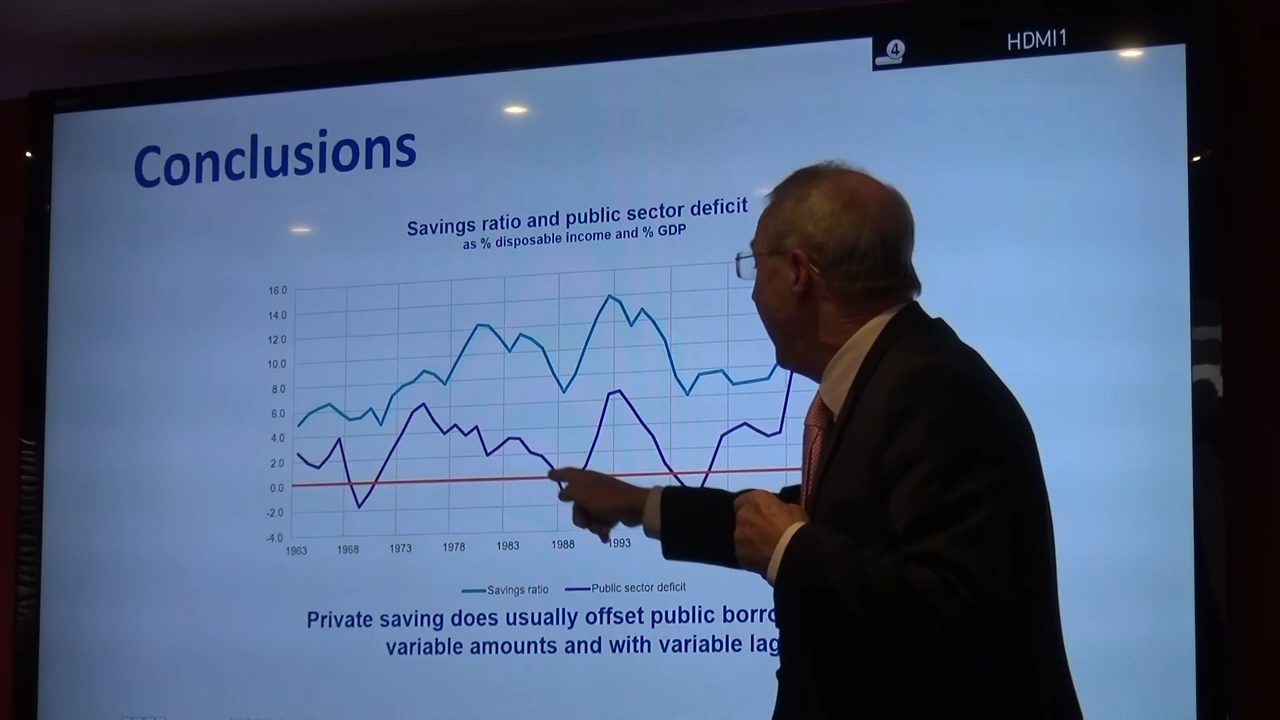 4 HDMI1
Conclusions
Savings ratio and public sector deficit
as % disposable income and % GDP
16.0
14.0
12.0
10.0
8.0
6.0
4.0
2.0
0.0
-2.0
-4.0
1963 1968 1973 1978 1983 1988 1993
Savings ratio Public sector deficit
Private saving does usually offset public borro
variable amounts and with variable lag